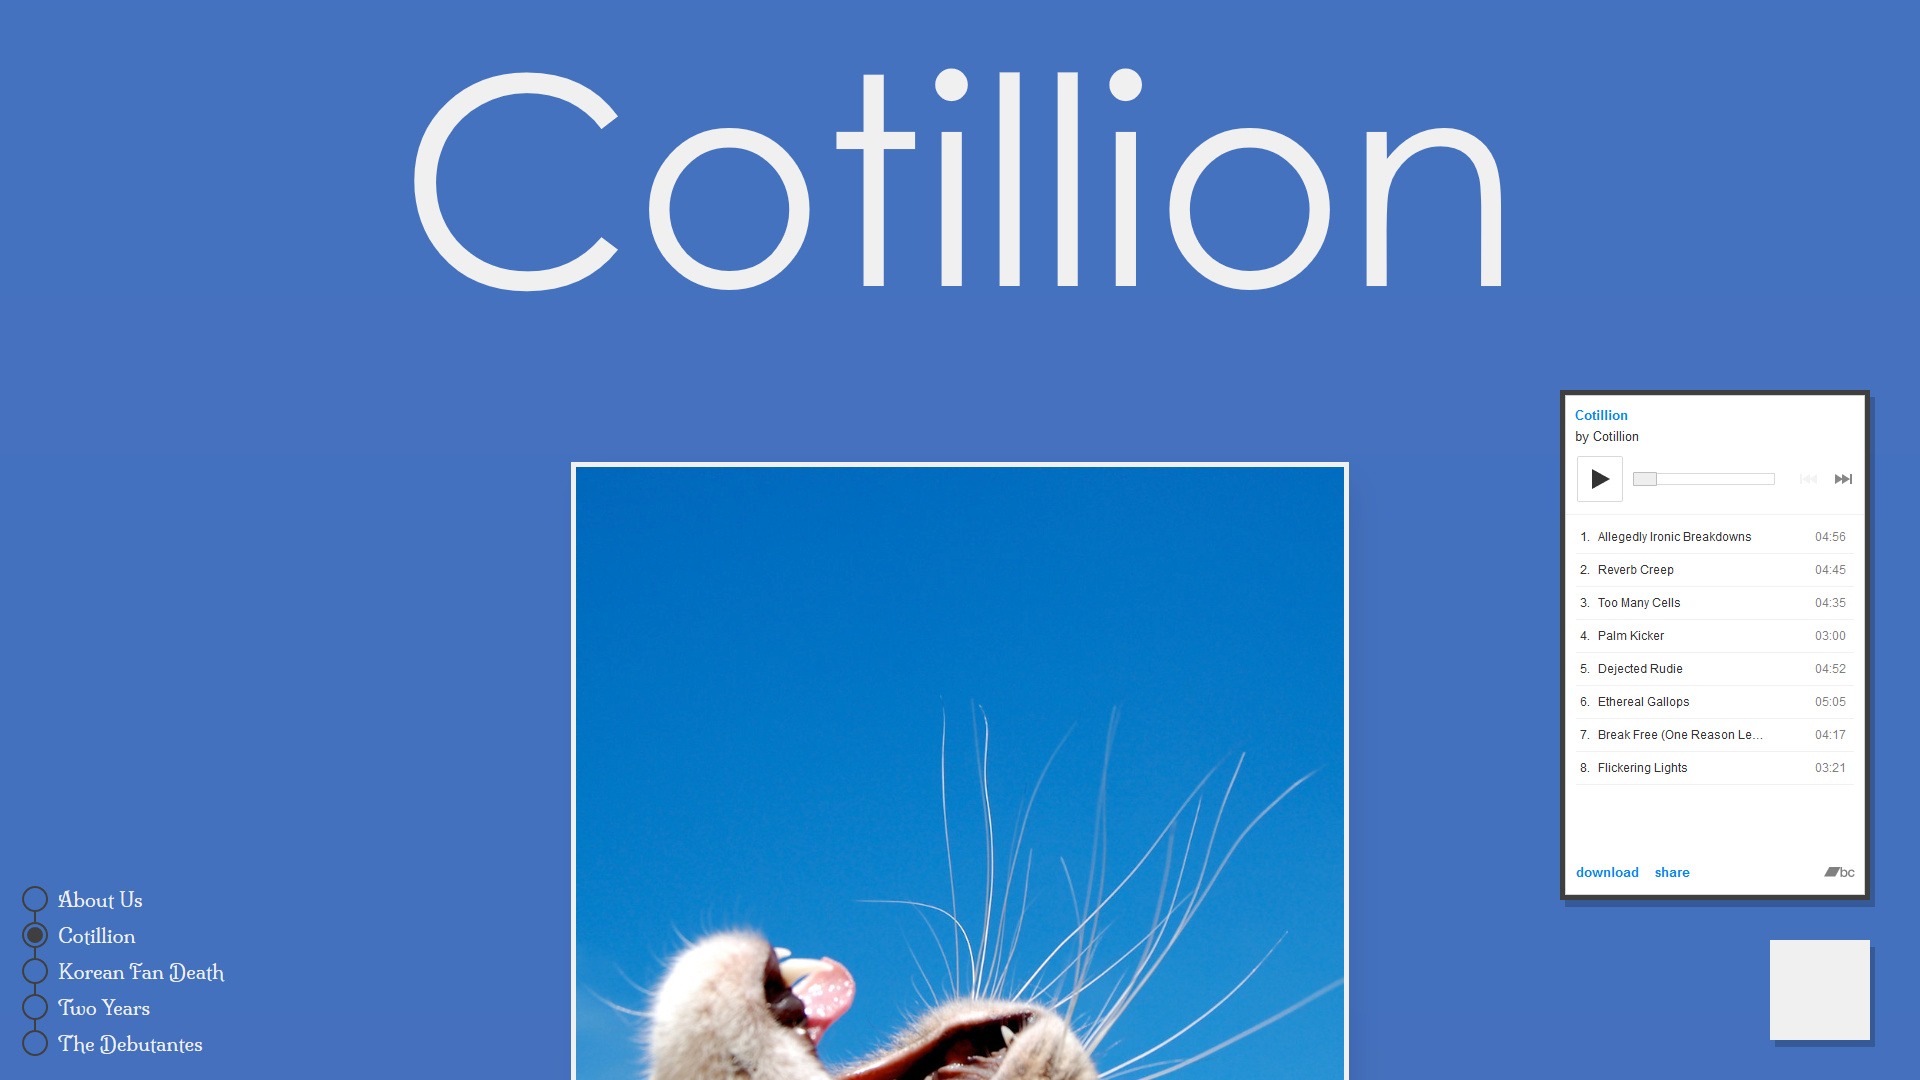 Cotillion
Cotillion
by Cotillion
1. Allegedly Ironic Breakdowns 04:56
2. Reverb Creep 04:45
3. Too Many Cells 04:35
4. Palm Kicker 03:00
5. Dejected Rudie 04:52
6. Ethereal Gallops 05:05
7. Break Free (One Reason Le... 04:17
8. Flickering Lights 03:21
download share bc
About Us
Cotillion
Korean Fan Death
Two Years
The Debutantes